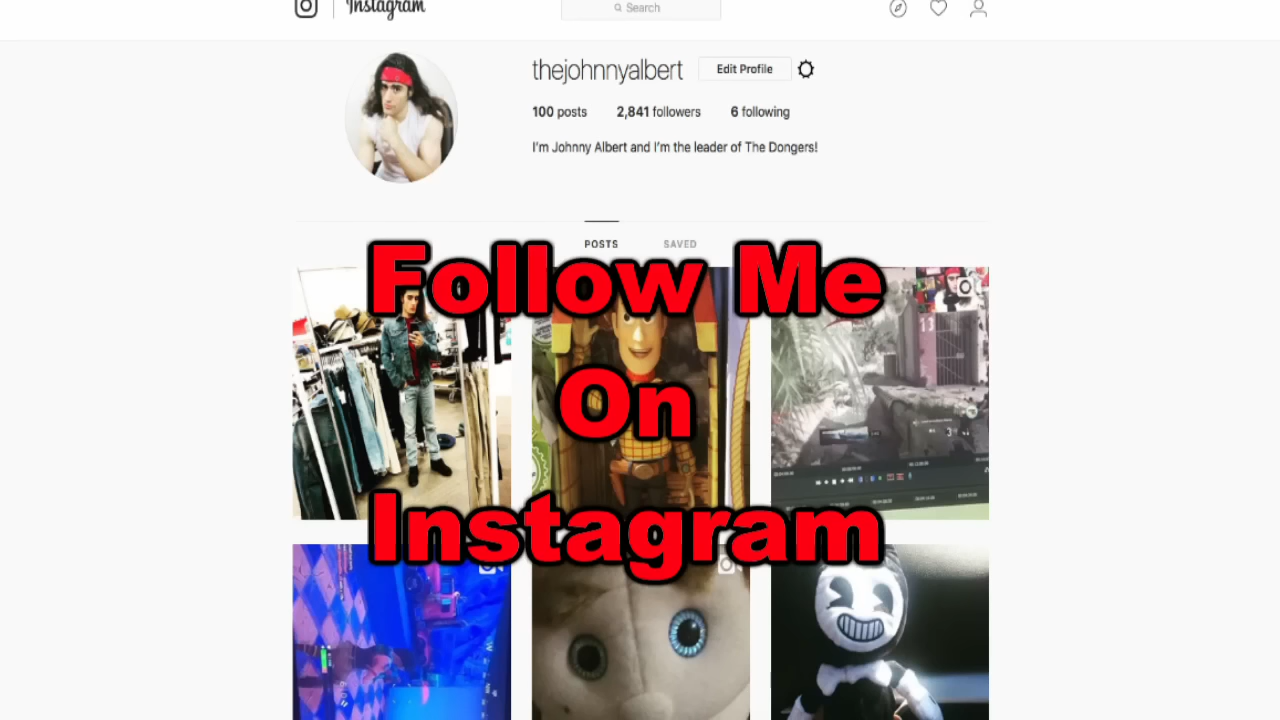 Instagram
Search
thejohnnyalbert
Edit Profile
100 posts 2,841 followers 6 following
I'm Johnny Albert and I'm the leader of The Dongers!
POSTS SAVED
Follow Me
On
Instagram
13